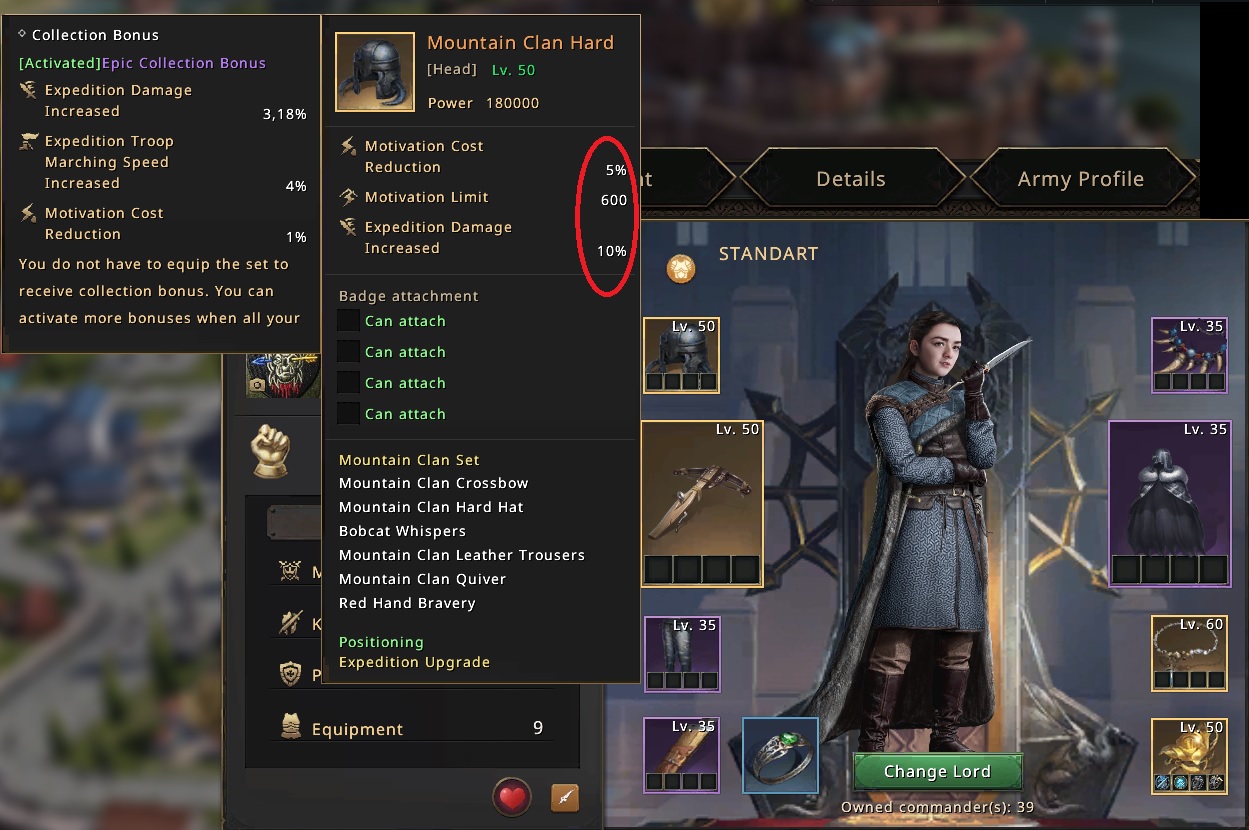 Collection Bonus
[Activated]Epic Collection Bonus
Expedition Damage
Increased
3,18%
Expedition Troop
Marching Speed
Increased
4%
Motivation Cost
Reduction
1%
You do not have to equip the set to
receive collection bonus. You can
activate more bonuses when all your
Mountain Clan Hard
[Head] Lv. 50
Power 180000
Motivation Cost
Reduction
5%
Motivation Limit
600
Expedition Damage
Increased
10%
Badge attachment
Can attach
Can attach
Can attach
Can attach
Mountain Clan Set
Mountain Clan Crossbow
Mountain Clan Hard Hat
Bobcat Whispers
Mountain Clan Leather Trousers
Mountain Clan Quiver
Red Hand Bravery
Positioning
Expedition Upgrade
M
K
P
Equipment 9
nt
Details
Army Profile
STANDART
Lv. 50
Lv. 35
Lv. 50
Lv. 35
Lv. 35
Lv. 60
Lv. 35
Lv. 50
Change Lord
Owned commander(s): 39